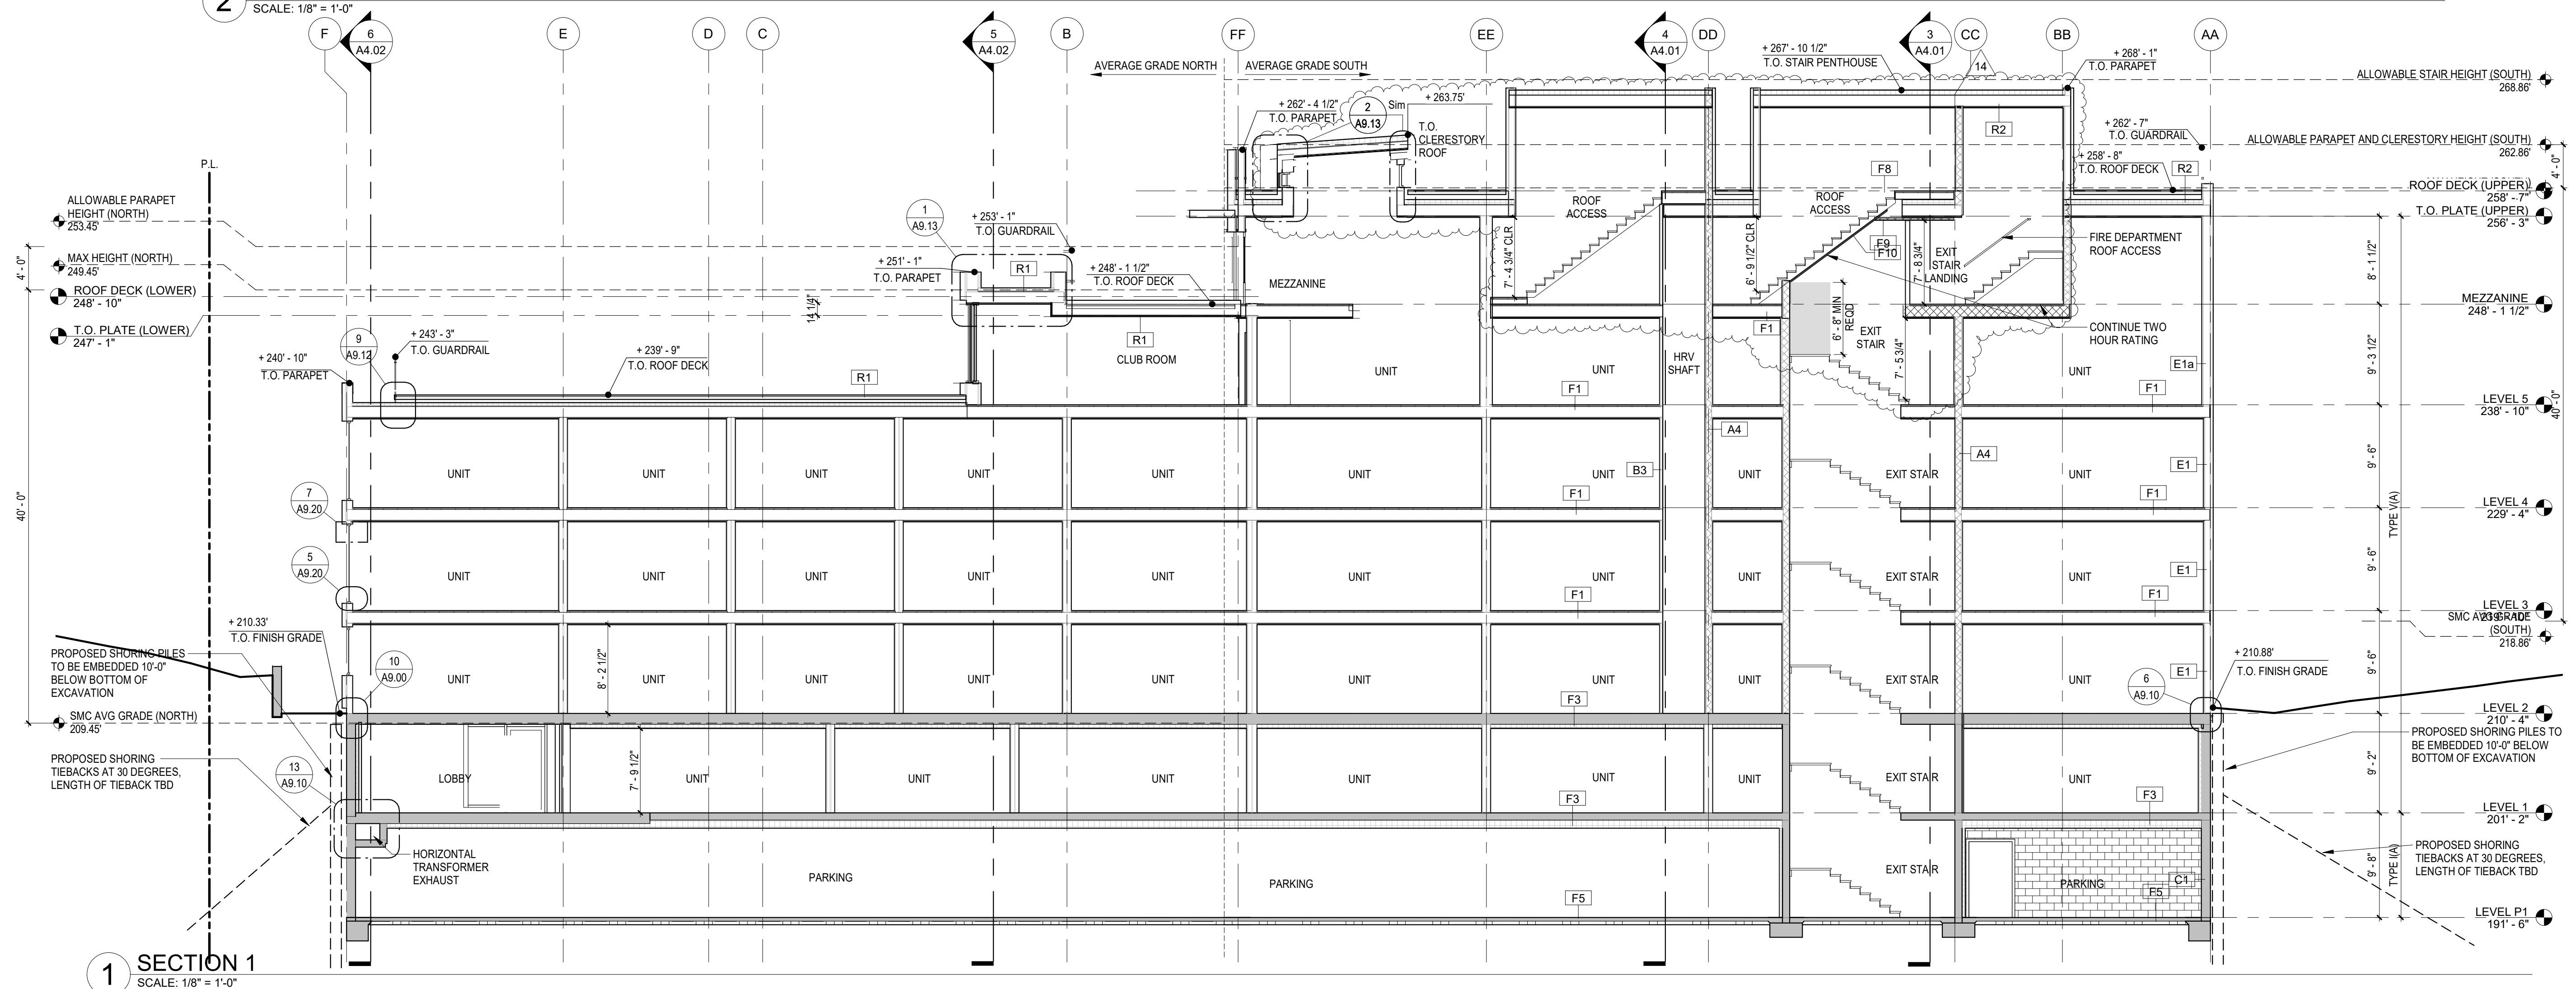 2
SCALE: 1/8" = 1'-0"
F
6
A4.02
E
D
C
5
A4.02
B
FF
EE
4
A4.01
DD
3
A4.01
CC
14
BB
AA
AVERAGE GRADE NORTH
AVERAGE GRADE SOUTH
+ 267' - 10 1/2"
T.O. STAIR PENTHOUSE
+ 268' - 1"
T.O. PARAPET
ALLOWABLE STAIR HEIGHT (SOUTH)
268.86'
+ 262' - 4 1/2"
T.O. PARAPET
2
A9.13
Sim
+ 263.75'
T.O.
CLERESTORY
ROOF
R2
+ 262' - 7"
T.O. GUARDRAIL
ALLOWABLE PARAPET AND CLERESTORY HEIGHT (SOUTH)
262.86'
+ 258' - 8"
T.O. ROOF DECK
R2
4' - 0"
P.L.
F8
ROOF DECK (UPPER)
258' - 7"
T.O. PLATE (UPPER)
256' - 3"
ALLOWABLE PARAPET
HEIGHT (NORTH)
253.45'
1
A9.13
+ 253' - 1"
T.O. GUARDRAIL
ROOF
ACCESS
ROOF
ACCESS
7' - 4 3/4" CLR
6' - 9 1/2" CLR
F9
F10
7' - 8 3/4"
EXIT
STAIR
LANDING
FIRE DEPARTMENT
ROOF ACCESS
8' - 1 1/2"
4' - 0"
MAX HEIGHT (NORTH)
249.45'
+ 251' - 1"
T.O. PARAPET
R1
+ 248' - 1 1/2"
T.O. ROOF DECK
MEZZANINE
ROOF DECK (LOWER)
248' - 10"
14 1/4"
MEZZANINE
248' - 1 1/2"
T.O. PLATE (LOWER)
247' - 1"
R1
F1
6' - 8" MIN
REQD
EXIT
STAIR
CONTINUE TWO
HOUR RATING
9
A9.12
+ 243' - 3"
T.O. GUARDRAIL
+ 240' - 10"
T.O. PARAPET
+ 239' - 9"
T.O. ROOF DECK
R1
CLUB ROOM
UNIT
UNIT
HRV
SHAFT
7' - 5 3/4"
UNIT
E1a
9' - 3 1/2"
F1
F1
LEVEL 5
238' - 10"
40' - 0"
A4
UNIT
UNIT
UNIT
UNIT
UNIT
UNIT
UNIT
B3
UNIT
EXIT STAIR
A4
UNIT
E1
9' - 6"
7
A9.20
F1
F1
LEVEL 4
229' - 4"
40' - 0"
TYPE V(A)
5
A9.20
UNIT
UNIT
UNIT
UNIT
UNIT
UNIT
UNIT
UNIT
EXIT STAIR
UNIT
E1
9' - 6"
F1
F1
LEVEL 3
SMC AVG GRADE
(SOUTH)
218.86'
+ 210.33'
T.O. FINISH GRADE
PROPOSED SHORING PILES
TO BE EMBEDDED 10'-0"
BELOW BOTTOM OF
EXCAVATION
10
A9.00
8' - 2 1/2"
UNIT
UNIT
UNIT
UNIT
UNIT
UNIT
UNIT
UNIT
EXIT STAIR
UNIT
E1
9' - 6"
+ 210.88'
T.O. FINISH GRADE
6
A9.10
SMC AVG GRADE (NORTH)
209.45'
F3
LEVEL 2
210' - 4"
PROPOSED SHORING PILES TO
BE EMBEDDED 10'-0" BELOW
BOTTOM OF EXCAVATION
PROPOSED SHORING
TIEBACKS AT 30 DEGREES,
LENGTH OF TIEBACK TBD
13
A9.10
LOBBY
7' - 9 1/2"
UNIT
UNIT
UNIT
UNIT
UNIT
UNIT
EXIT STAIR
UNIT
9' - 2"
F3
F3
LEVEL 1
201' - 2"
HORIZONTAL
TRANSFORMER
EXHAUST
PARKING
PARKING
EXIT STAIR
PARKING
C1
F5
F5
9' - 8"
TYPE I(A)
PROPOSED SHORING
TIEBACKS AT 30 DEGREES,
LENGTH OF TIEBACK TBD
LEVEL P1
191' - 6"
1
SECTION 1
SCALE: 1/8" = 1'-0"